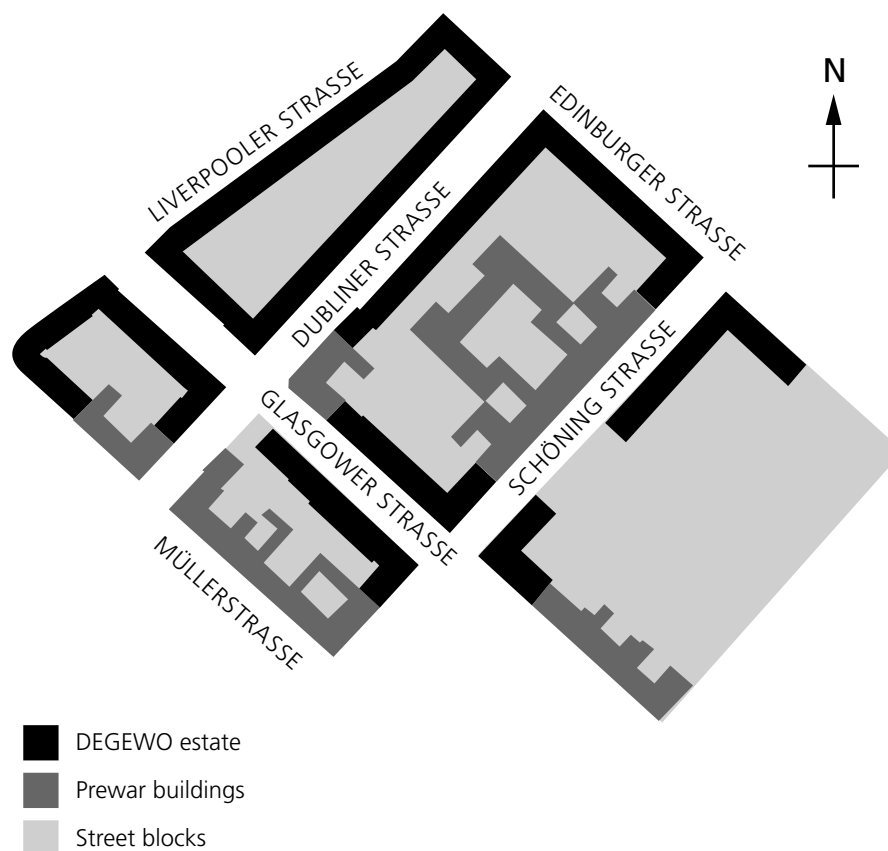 N
LIVERPOOLER STRASSE
EDINBURGER STRASSE
DUBLINER STRASSE
GLASGOWER STRASSE
SCHÖNING STRASSE
MÜLLERSTRASSE
DEGEWO estate
Prewar buildings
Street blocks